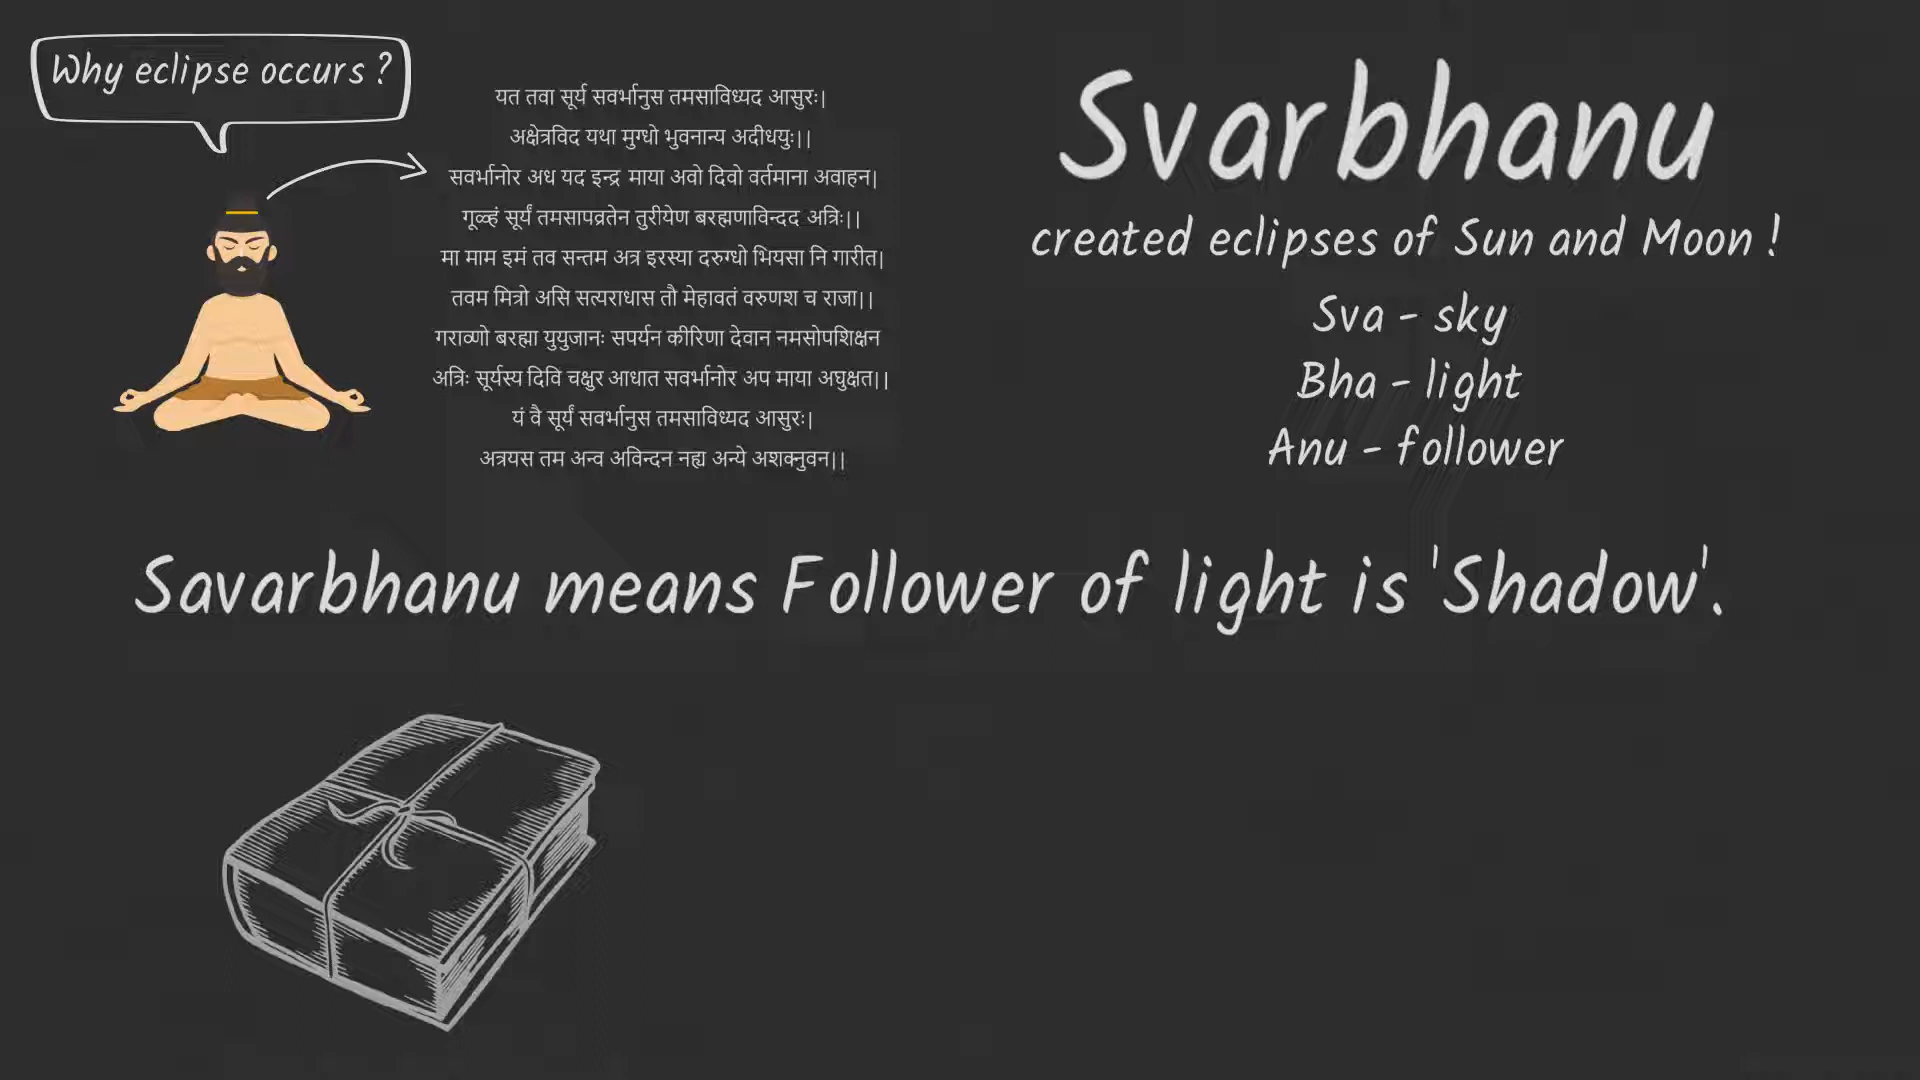 Why eclipse occurs ?
यत तवा सूर्य सवर्भानुस तमसाविध्यद आसुरः|
अक्षेत्रविद यथा मुग्धो भुवनान्य अदीधयुः||
सवर्भानोर अध यद इन्द्र माया अवो दिवो वर्तमाना अवाहन|
गूळ्हं सूर्यं तमसापव्रतेन तुरीयेण बरह्मणाविन्दद अत्रिः||
मा माम इमं तव सन्तम अत्र इरस्या दरुग्धो भियसा नि गारीत|
तवम मित्रो असि सत्यराधास तौ मेहावतं वरुणश च राजा||
गराव्णो बरह्मा युयुजानः सपर्यन कीरिणा देवान नमसोपशिक्षन
अत्रिः सूर्यस्य दिवि चक्षुर आधात सवर्भानोर अप माया अघुक्षत||
यं वै सूर्यं सवर्भानुस तमसाविध्यद आसुरः|
अत्रयस तम अन्व अविन्दन नह्य अन्ये अशक्नुवन||
Svarbhanu
created eclipses of Sun and Moon !
Sva - sky
Bha - light
Anu - follower
Savarbhanu means Follower of light is 'Shadow'.